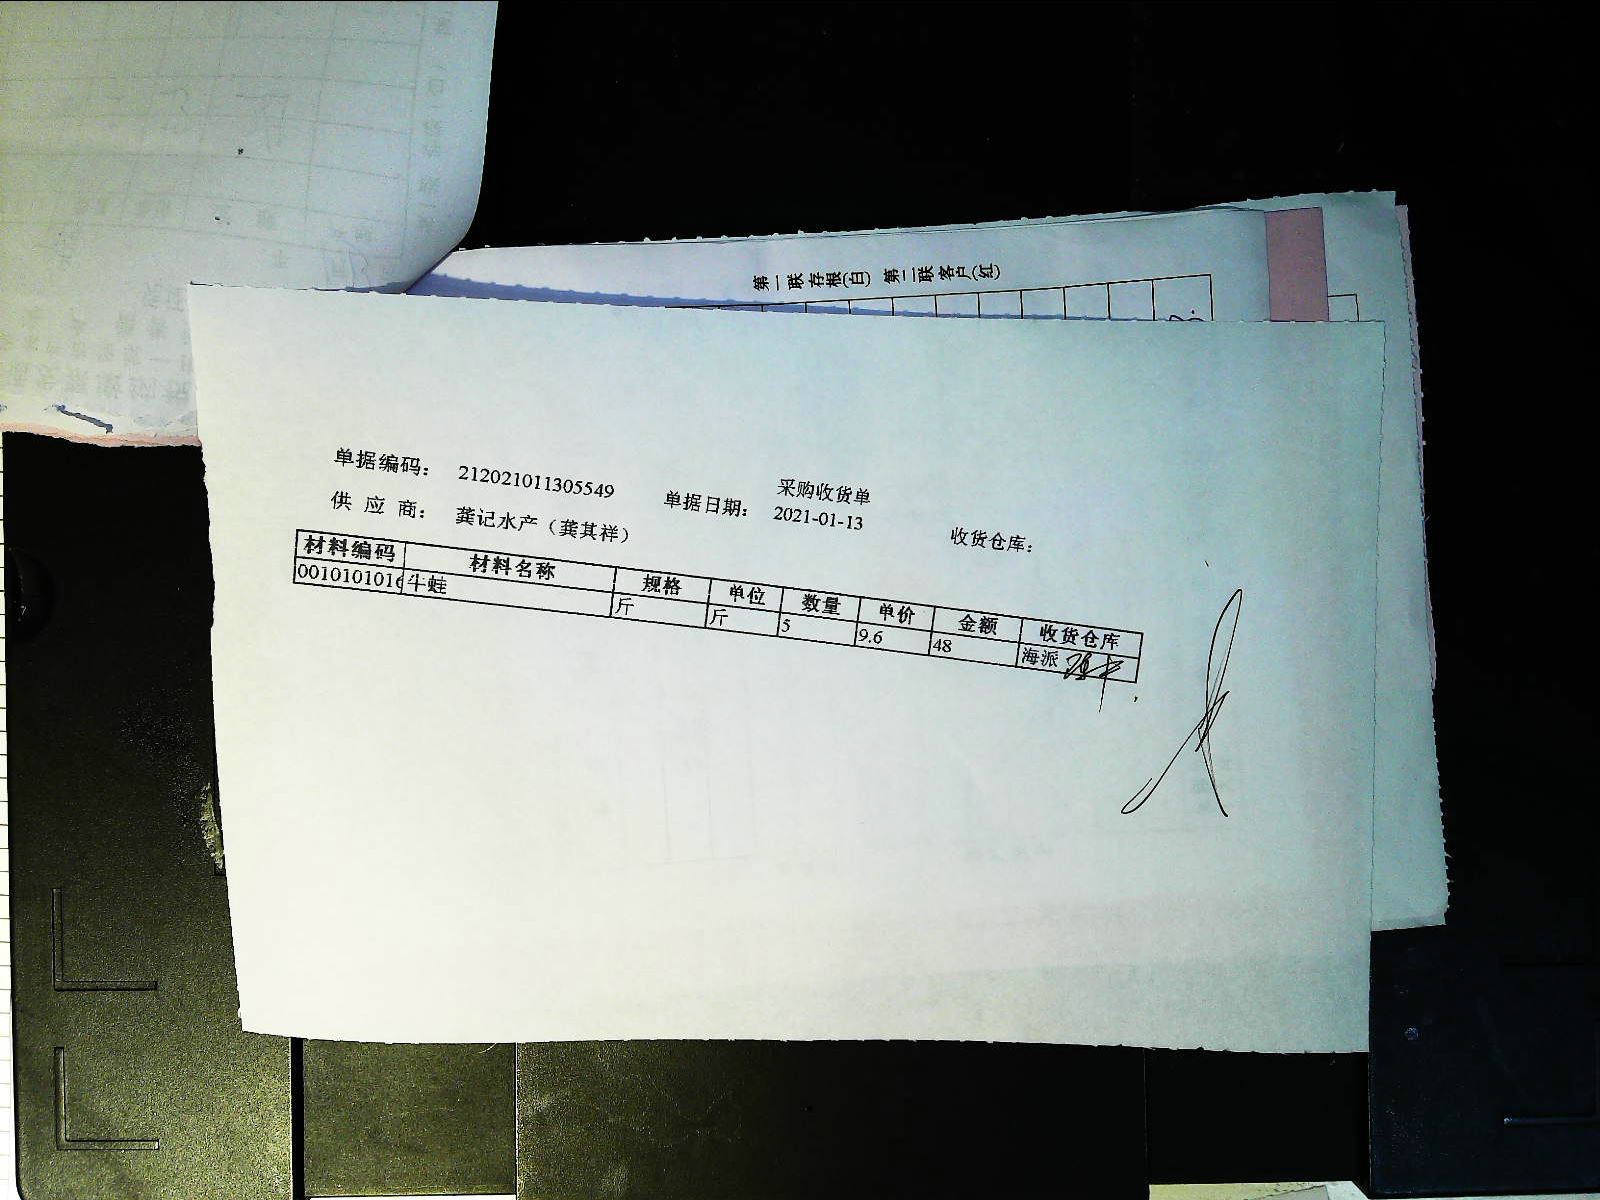 第一联存根(白) 第二联客户(红)
采购收货单
单据编码： 212021011305549 单据日期： 2021-01-13 收货仓库：
供 应 商： 龚记水产（龚其祥）
材料编码 材料名称 规格 单位 数量 单价 金额 收货仓库
001010101 牛蛙 斤 斤 5 9.6 48 海派